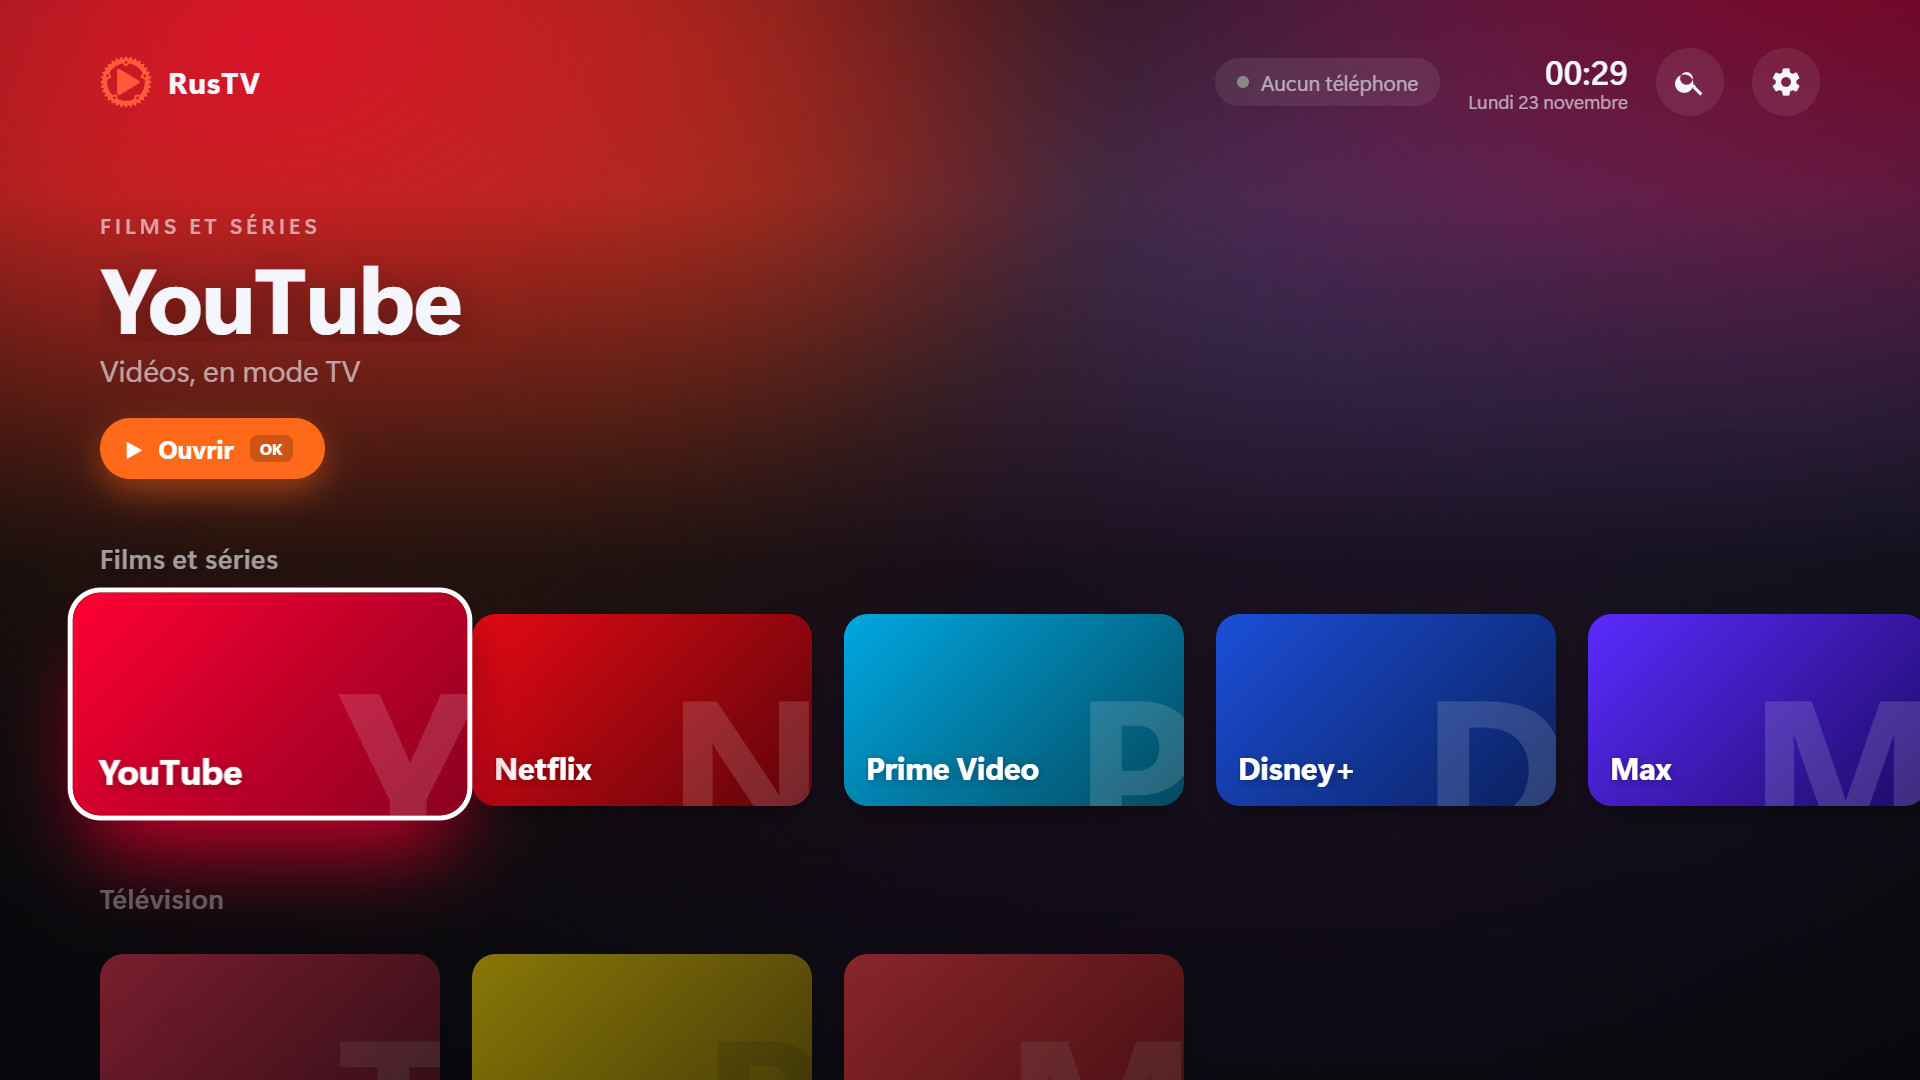 RusTV
Aucun téléphone
00:29
Lundi 23 novembre
FILMS ET SÉRIES
YouTube
Vidéos, en mode TV
Ouvrir OK
Films et séries
Y
YouTube
N
Netflix
P
Prime Video
D
Disney+
M
Max
Télévision
T
M